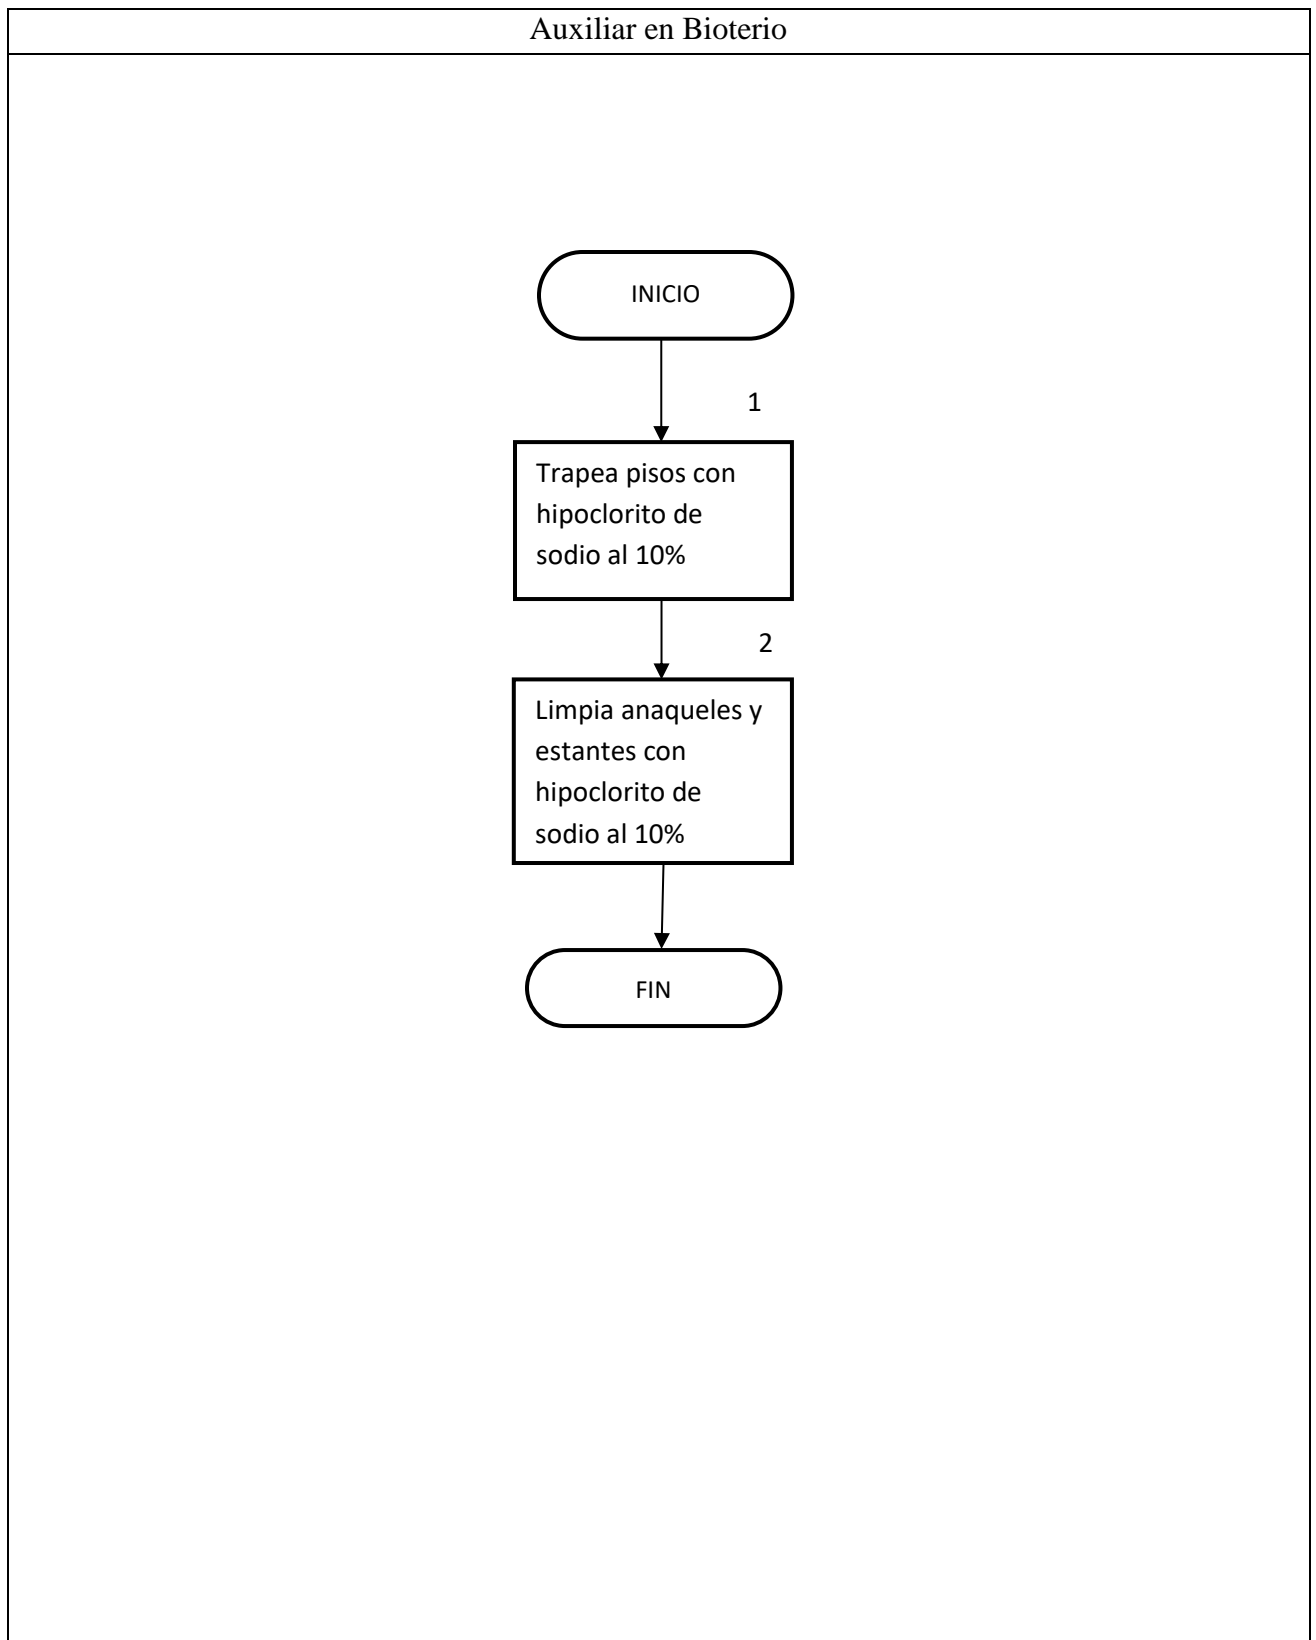 Auxiliar en Bioterio
INICIO
1
Trapea pisos con
hipoclorito de
sodio al 10%
2
Limpia anaqueles y
estantes con
hipoclorito de
sodio al 10%
FIN